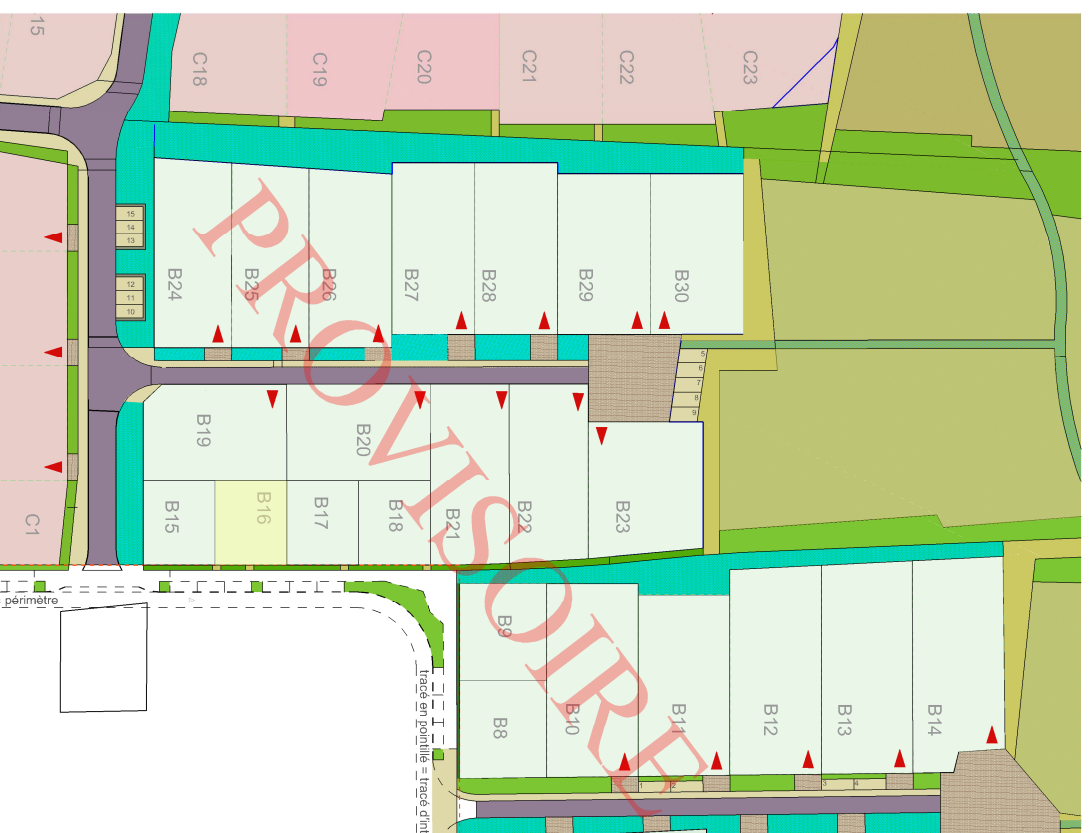 15
C18
C19
C20
C21
C22
C23
15
14
13
12
11
10
B24
B25
B26
B27
B28
B29
B30
5
6
7
8
9
B19
B20
B15
B16
B17
B18
B21
B22
B23
C1
PROVISOIRE
périmètre
tracé en pointillé = tracé d'int
B9
B8
B10
B11
B12
B13
B14
1
2
3
4